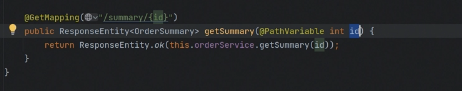 @GetMapping("/summary/{id}")
public ResponseEntity<OrderSummary> getSummary(@PathVariable int id) {
return ResponseEntity.ok(this.orderService.getSummary(id));
}
}